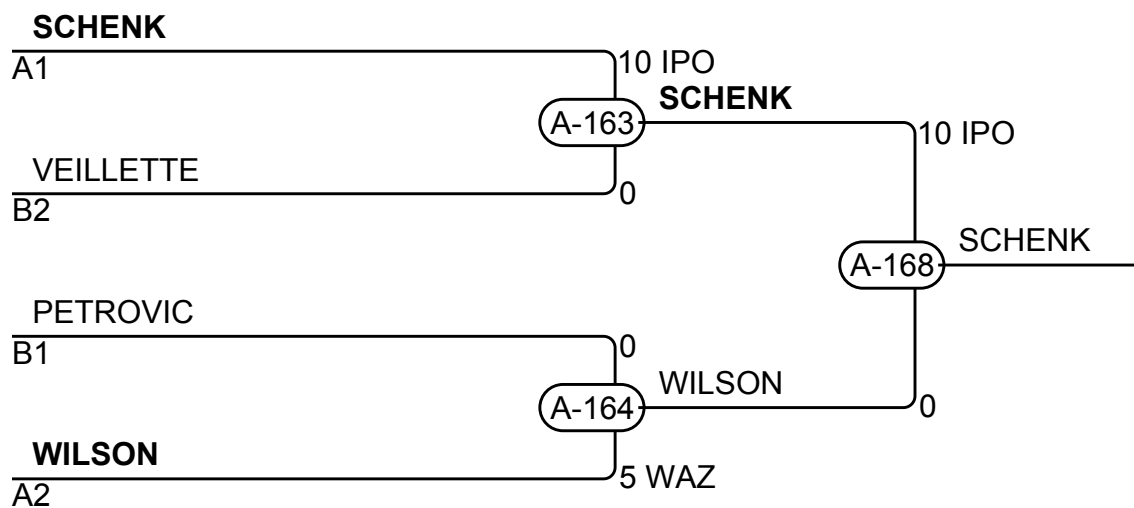 SCHENK
A1
10 IPO
A-163
SCHENK
VEILLETTE
B2
0
10 IPO
A-168
SCHENK
PETROVIC
B1
0
A-164
WILSON
0
WILSON
A2
5 WAZ